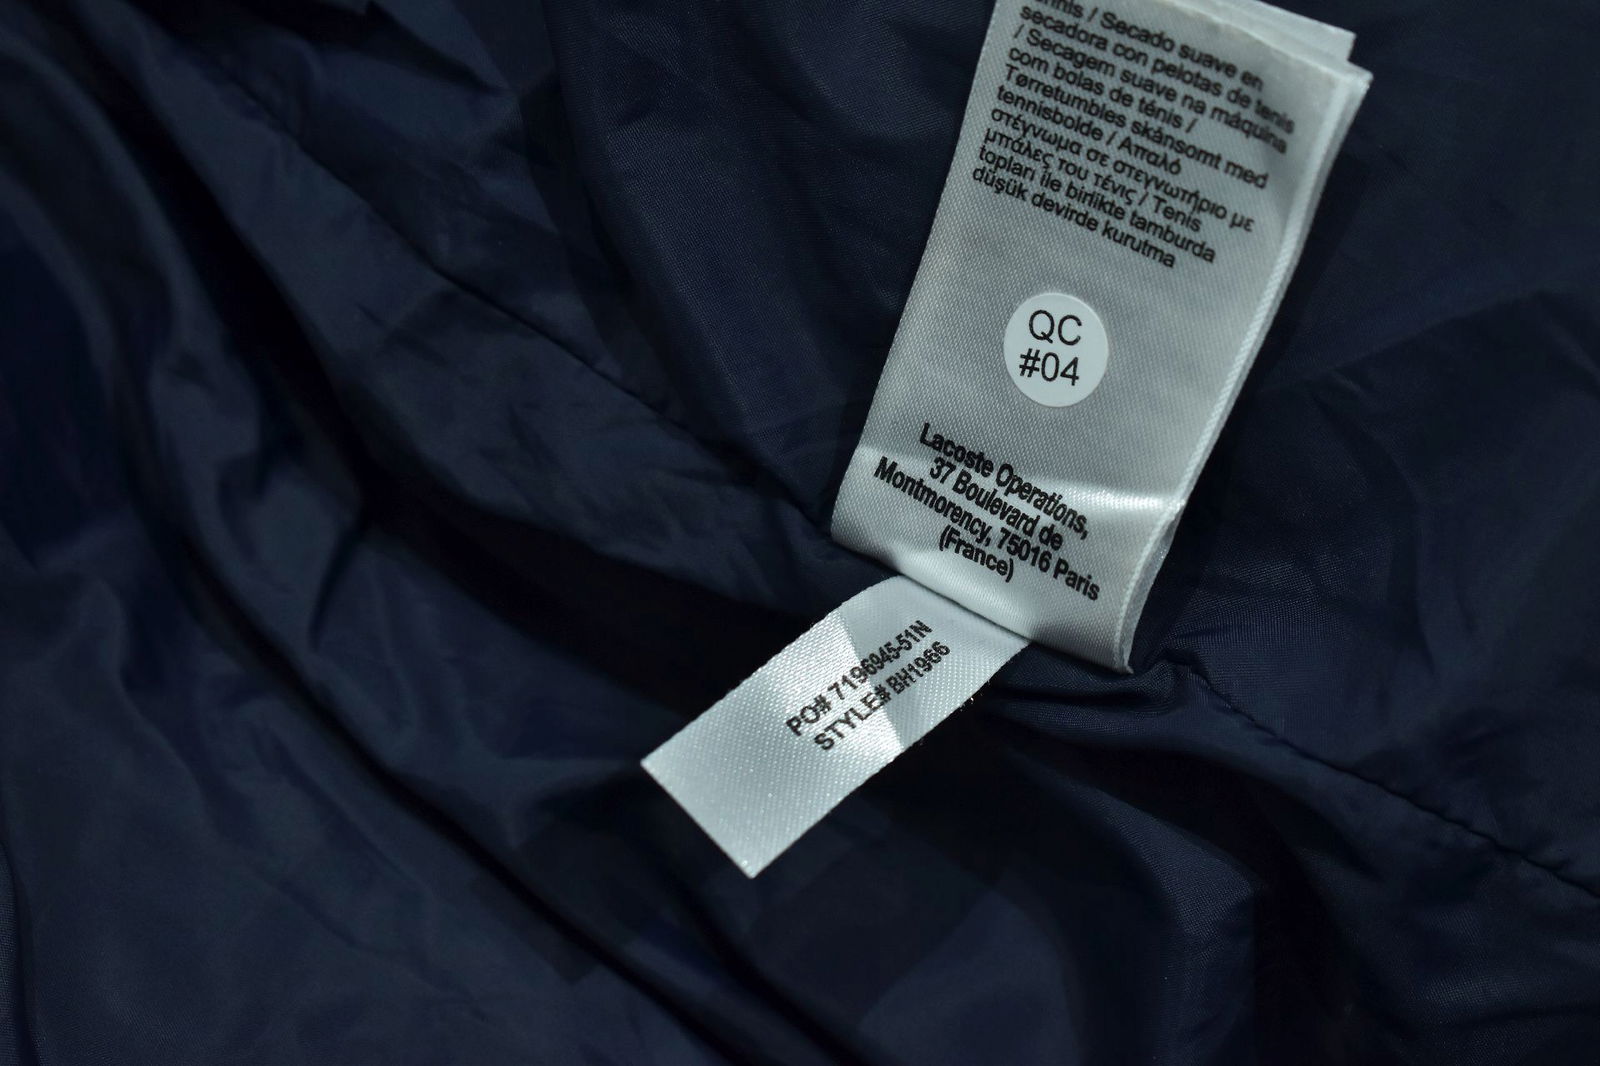 tennis / Secado suave en
secadora con pelotas de tenis
/ Secagem suave na máquina
com bolas de ténis /
Tørretumbles skånsomt med
tennisbolde / Απαλό
στέγνωμα σε στεγνωτήριο με
μπάλες του τένις / Tenis
topları ile birlikte tamburda
düşük devirde kurutma
QC
#04
Lacoste Operations,
37 Boulevard de
Montmorency, 75016 Paris
(France)
PO# 7196945-51N
STYLE# BH1966